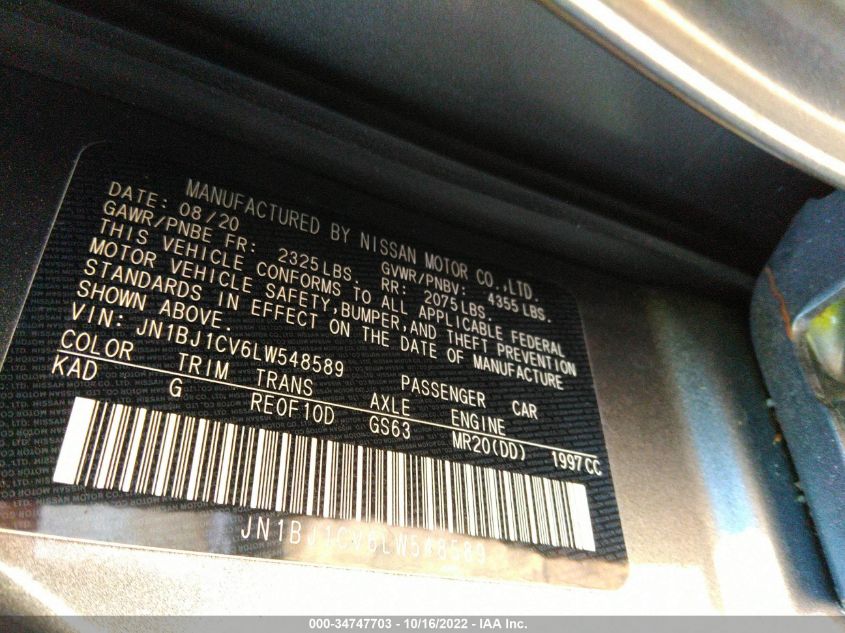 MANUFACTURED BY NISSAN MOTOR CO.,LTD.
DATE: 08/20 GVWR/PNBV: 4355 LBS.
GAWR/PNBE FR: 2325LBS. RR: 2075LBS.
THIS VEHICLE CONFORMS TO ALL APPLICABLE FEDERAL
MOTOR VEHICLE SAFETY,BUMPER,AND THEFT PREVENTION
STANDARDS IN EFFECT ON THE DATE OF MANUFACTURE
SHOWN ABOVE.
VIN: JN1BJ1CV6LW548589 PASSENGER CAR
COLOR TRIM TRANS AXLE ENGINE
KAD G RE0F10D GS63 MR20(DD) 1997CC
JN1BJ1CV6LW548589
000-34747703 - 10/16/2022 - IAA Inc.